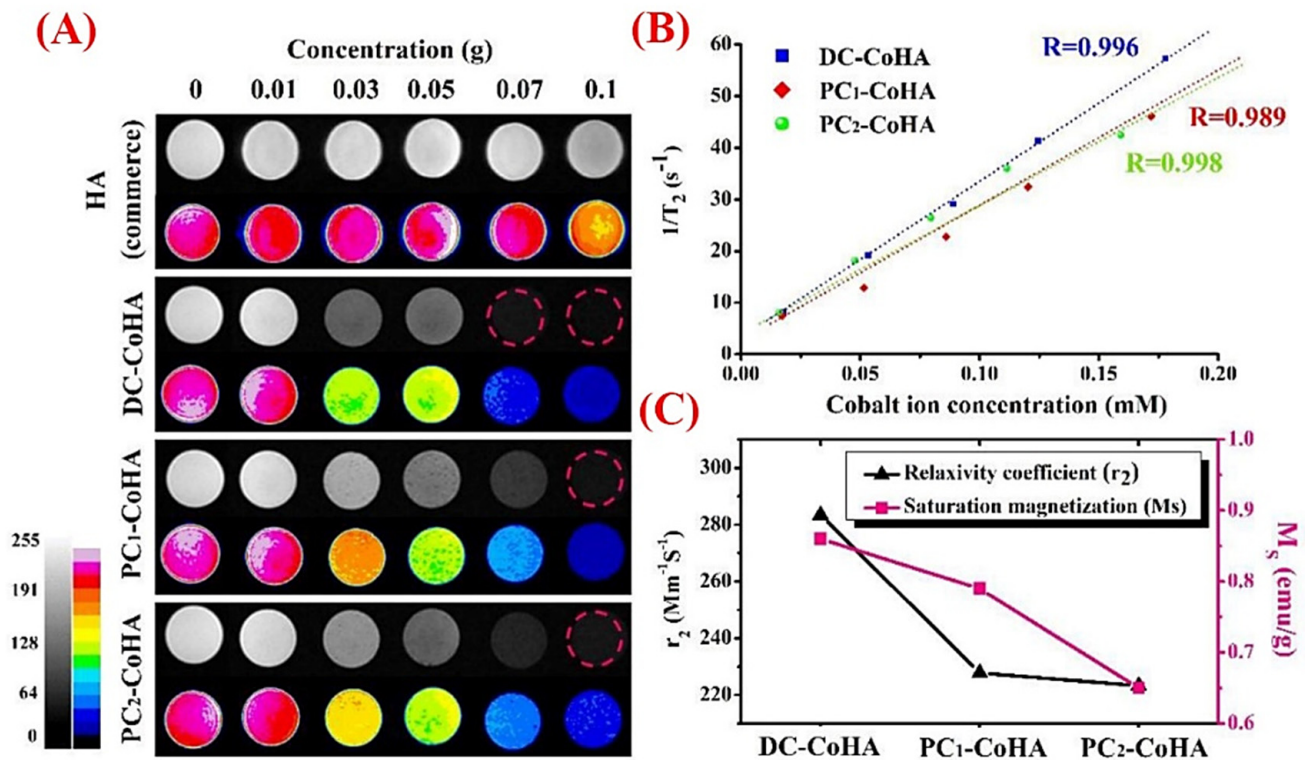 (A)
Concentration (g)
0 0.01 0.03 0.05 0.07 0.1
HA
(commerce)
DC-CoHA
PC1-CoHA
PC2-CoHA
255
191
128
64
0
(B)
60
50
40
30
20
10
0
1/T2 (s-1)
DC-CoHA
PC1-CoHA
PC2-CoHA
R=0.996
R=0.989
R=0.998
0.00 0.05 0.10 0.15 0.20
Cobalt ion concentration (mM)
(C)
300
280
260
240
220
r2 (Mm-1S-1)
Relaxivity coefficient (r2)
Saturation magnetization (Ms)
1.0
0.9
0.8
0.7
0.6
MS (emu/g)
DC-CoHA PC1-CoHA PC2-CoHA